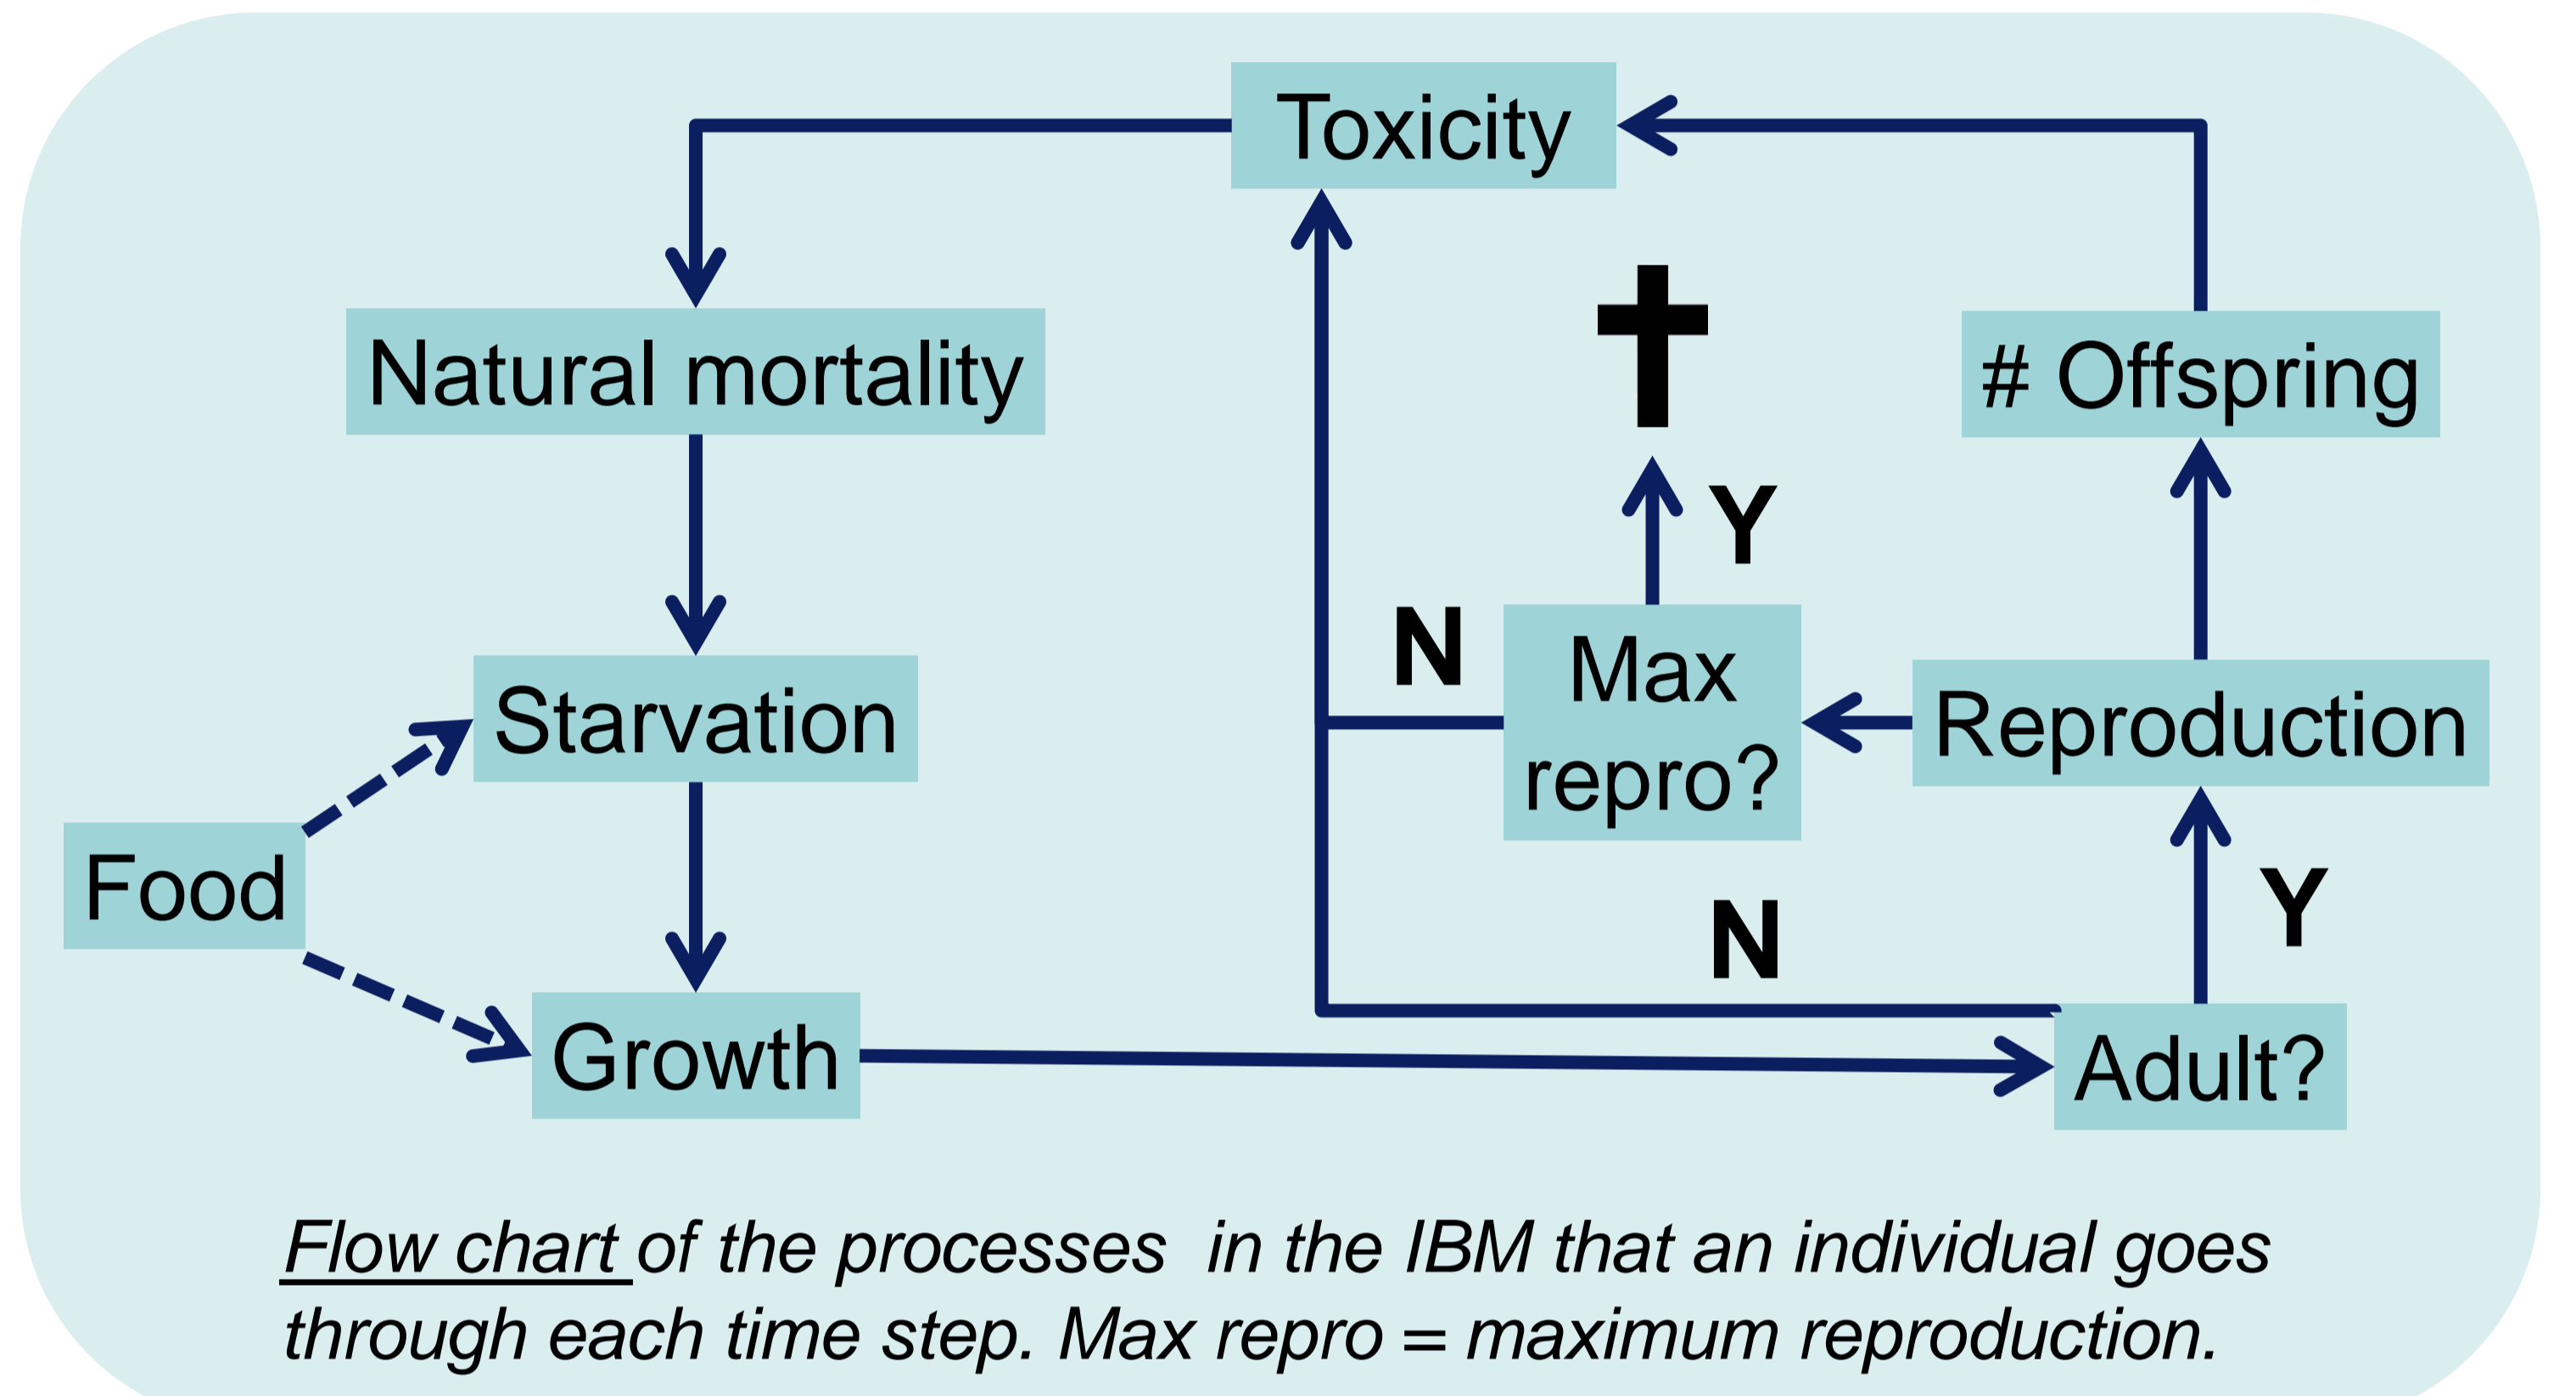 Toxicity
Natural mortality
# Offspring
Y
N
Max
repro?
Starvation
Reproduction
Food
N
Y
Growth
Adult?
Flow chart of the processes in the IBM that an individual goes
through each time step. Max repro = maximum reproduction.